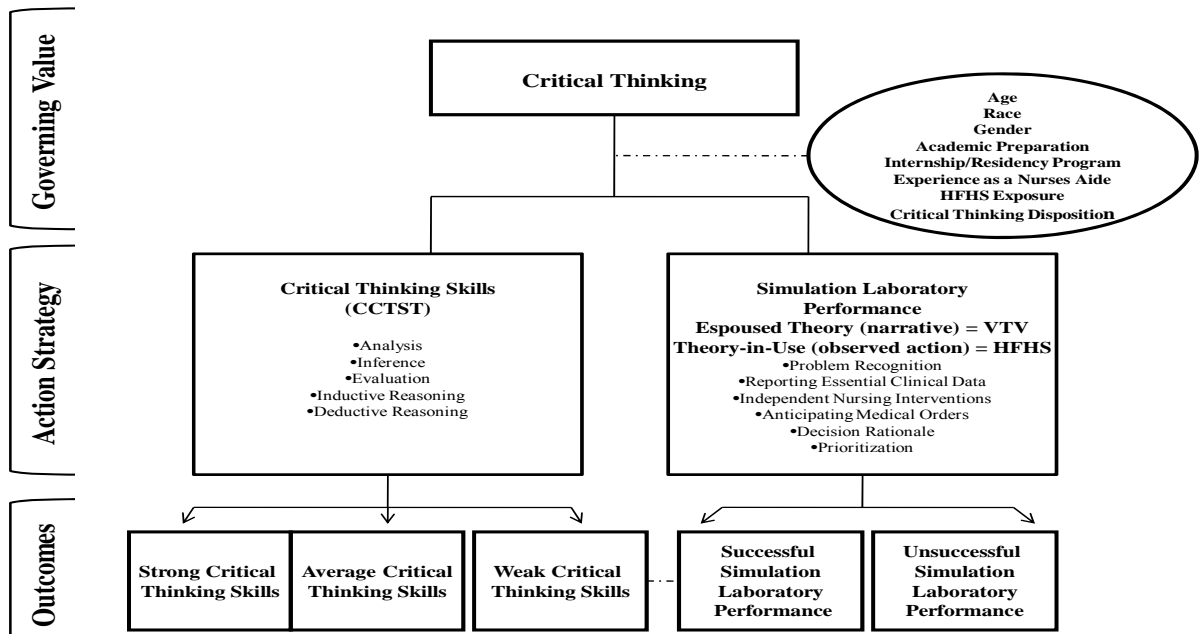 Governing Value
Critical Thinking
Age
Race
Gender
Academic Preparation
Internship/Residency Program
Experience as a Nurses Aide
HFHS Exposure
Critical Thinking Disposition
Action Strategy
Critical Thinking Skills
(CCTST)
•Analysis
•Inference
•Evaluation
•Inductive Reasoning
•Deductive Reasoning
Simulation Laboratory
Performance
Espoused Theory (narrative) = VTV
Theory-in-Use (observed action) = HFHS
•Problem Recognition
•Reporting Essential Clinical Data
•Independent Nursing Interventions
•Anticipating Medical Orders
•Decision Rationale
•Prioritization
Outcomes
Strong Critical
Thinking Skills
Average Critical
Thinking Skills
Weak Critical
Thinking Skills
Successful
Simulation
Laboratory
Performance
Unsuccessful
Simulation
Laboratory
Performance